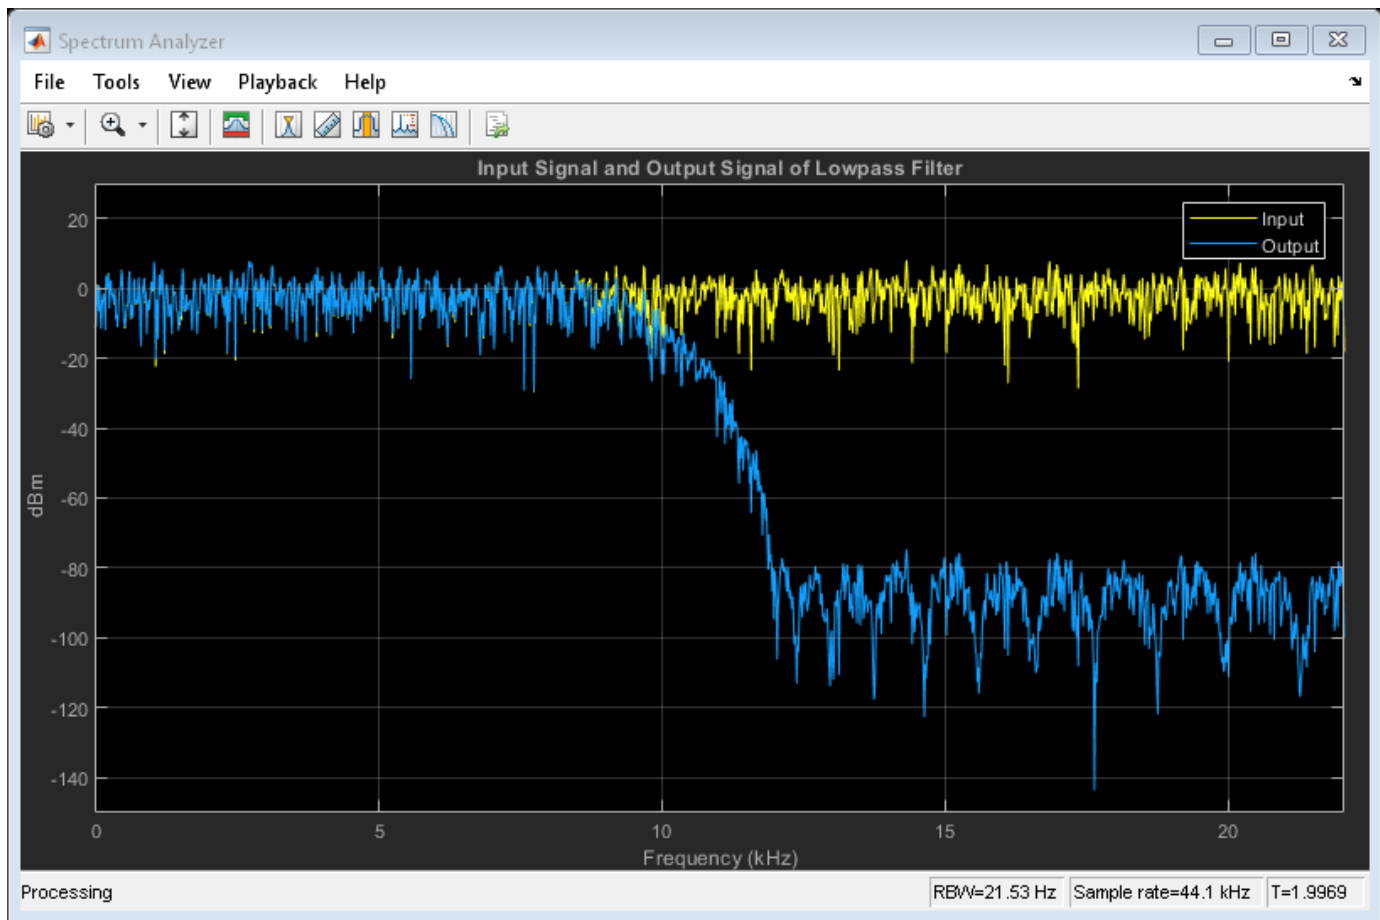 Spectrum Analyzer
File Tools View Playback Help
Input Signal and Output Signal of Lowpass Filter
Input
Output
20
0
-20
-40
-60
-80
-100
-120
-140
dBm
0 5 10 15 20
Frequency (kHz)
Processing RBW=21.53 Hz Sample rate=44.1 kHz T=1.9969